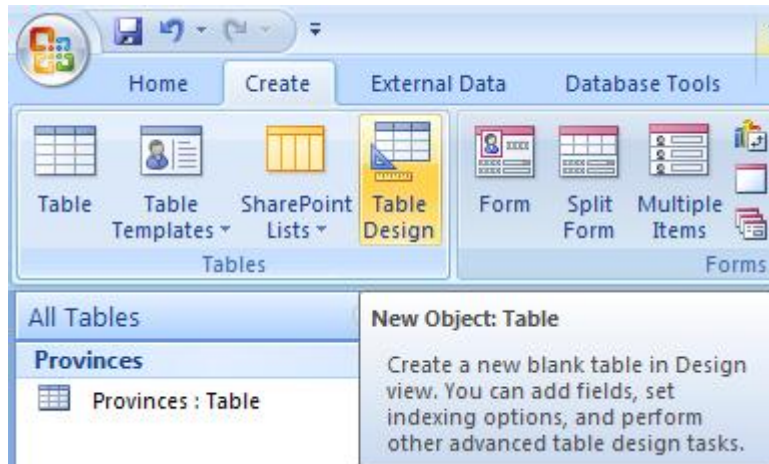 Home Create External Data Database Tools
Table Table Templates SharePoint Lists Table Design Form Split Form Multiple Items
Tables Forms
All Tables
Provinces
Provinces : Table
New Object: Table
Create a new blank table in Design
view. You can add fields, set
indexing options, and perform
other advanced table design tasks.